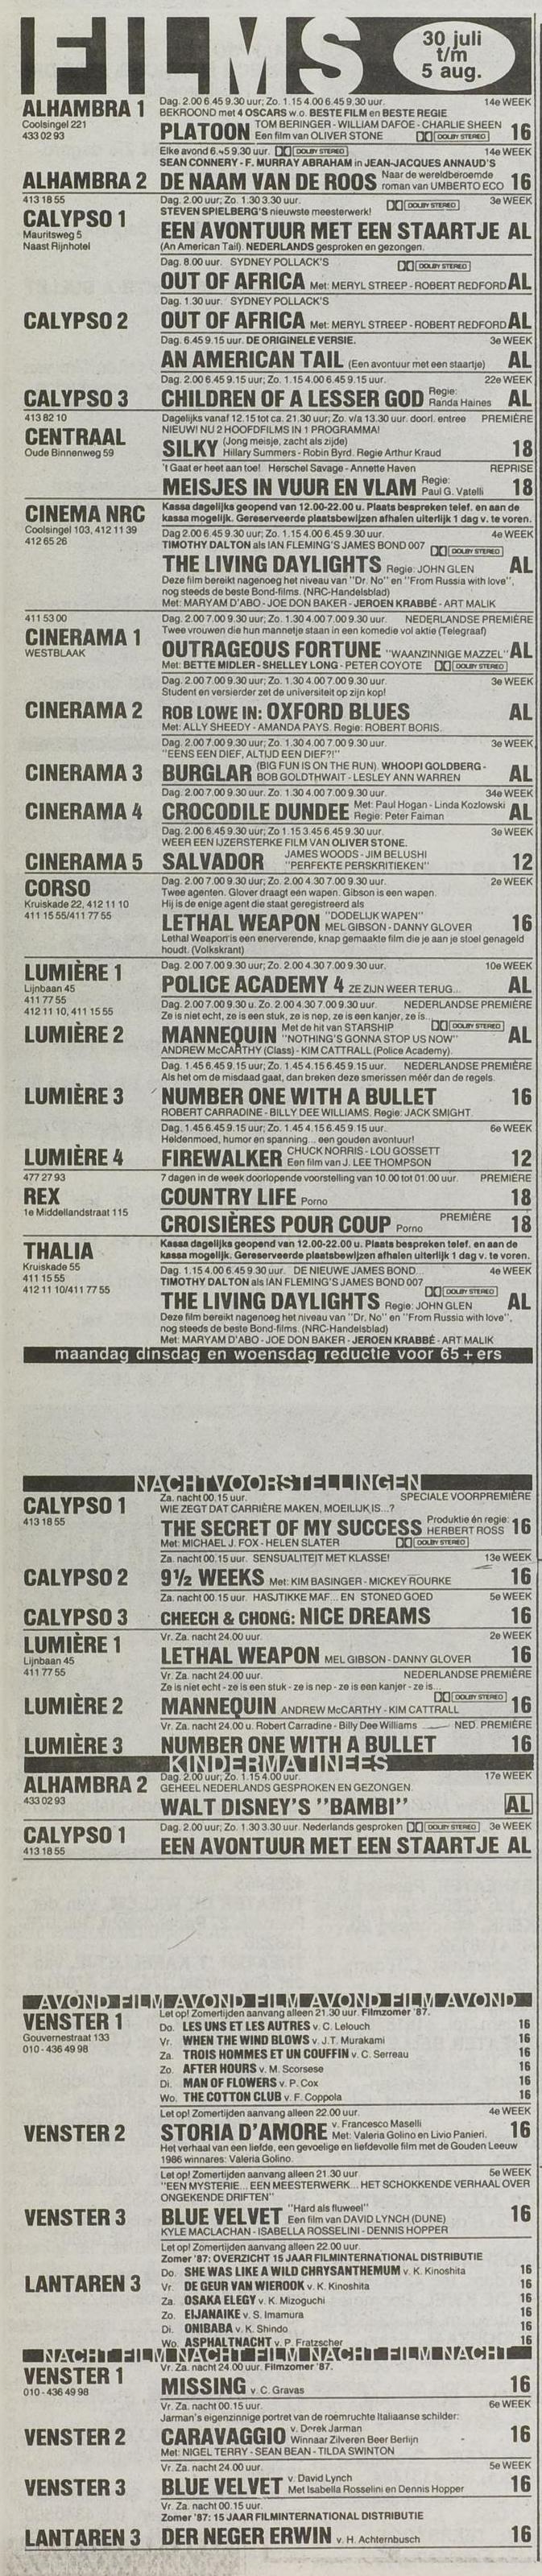 FILMS
30 juli
t/m
5 aug.
ALHAMBRA 1
Coolsingel 221
433 02 93
Dag. 2.00 6.45 9.30 uur; Zo. 1.15 4.00 6.45 9.30 uur. 14e WEEK
BEKROOND met 4 OSCARS w.o. BESTE FILM en BESTE REGIE
PLATOON TOM BERINGER - WILLIAM DAFOE - CHARLIE SHEEN
Een film van OLIVER STONE DOLBY STEREO 16
Elke avond 6.45 9.30 uur. DOLBY STEREO 14e WEEK
SEAN CONNERY - F. MURRAY ABRAHAM in JEAN-JACQUES ANNAUD'S
ALHAMBRA 2 DE NAAM VAN DE ROOS Naar de wereldberoemde
roman van UMBERTO ECO 16
413 18 55
CALYPSO 1
Mauritsweg 5
Naast Rijnhotel
Dag. 2.00 uur; Zo. 1.30 3.30 uur. DOLBY STEREO 3e WEEK
STEVEN SPIELBERG'S nieuwste meesterwerk!
EEN AVONTUUR MET EEN STAARTJE AL
(An American Tail). NEDERLANDS gesproken en gezongen.
Dag. 8.00 uur. SYDNEY POLLACK'S DOLBY STEREO
OUT OF AFRICA Met: MERYL STREEP - ROBERT REDFORD AL
Dag. 1.30 uur. SYDNEY POLLACK'S
CALYPSO 2 OUT OF AFRICA Met: MERYL STREEP - ROBERT REDFORD AL
Dag. 6.45 9.15 uur. DE ORIGINELE VERSIE. 3e WEEK
AN AMERICAN TAIL (Een avontuur met een staartje) AL
Dag. 2.00 6.45 9.15 uur; Zo. 1.15 4.00 6.45 9.15 uur. 22e WEEK
CALYPSO 3 CHILDREN OF A LESSER GOD Regie:
Randa Haines AL
413 82 10
CENTRAAL
Oude Binnenweg 59
Dagelijks vanaf 12.15 tot ca. 21.30 uur; Zo. v/a 13.30 uur. doorl. entree PREMIÈRE
NIEUW! NU 2 HOOFDFILMS IN 1 PROGRAMMA!
SILKY (Jong meisje, zacht als zijde)
Hillary Summers - Robin Byrd. Regie Arthur Kraud 18
't Gaat er heet aan toe! Herschel Savage - Annette Haven REPRISE
MEISJES IN VUUR EN VLAM Regie:
Paul G. Vatelli 18
CINEMA NRC
Coolsingel 103, 412 11 39
412 65 26
Kassa dagelijks geopend van 12.00-22.00 u. Plaats bespreken telef. en aan de
kassa mogelijk. Gereserveerde plaatsbewijzen afhalen uiterlijk 1 dag v. te voren.
Dag 2.00 6.45 9.30 uur; Zo. 1.30 4.00 7.00 9.30 uur. 4e WEEK
TIMOTHY DALTON als IAN FLEMING'S JAMES BOND 007 DOLBY STEREO
THE LIVING DAYLIGHTS Regie: JOHN GLEN AL
Deze film bereikt nagenoeg het niveau van "Dr. No" en "From Russia with love",
nog steeds de beste Bond-films. (NRC-Handelsblad)
Met: MARYAM D'ABO - JOE DON BAKER - JEROEN KRABBÉ - ART MALIK
411 53 00
CINERAMA 1
WESTBLAAK
Dag. 2.00 7.00 9.30 uur; Zo. 1.30 4.00 7.00 9.30 uur. NEDERLANDSE PREMIÈRE
Twee vrouwen die hun mannetje staan in een komedie vol aktie (Telegraaf)
OUTRAGEOUS FORTUNE "WAANZINNIGE MAZZEL" AL
Met: BETTE MIDLER - SHELLEY LONG - PETER COYOTE DOLBY STEREO
Dag. 2.00 7.00 9.30 uur; Zo. 1.30 4.00 7.00 9.30 uur. 3e WEEK
Student en versierder zet de universiteit op zijn kop!
CINERAMA 2 ROB LOWE IN: OXFORD BLUES AL
Met: ALLY SHEEDY - AMANDA PAYS. Regie: ROBERT BORIS.
Dag. 2.00 7.00 9.30 uur; Zo. 1.30 4.00 7.00 9.30 uur. 3e WEEK
"EENS EEN DIEF, ALTIJD EEN DIEF?!"
CINERAMA 3 BURGLAR (BIG FUN IS ON THE RUN). WHOOPI GOLDBERG -
BOB GOLDTHWAIT - LESLEY ANN WARREN AL
Dag. 2.00 7.00 9.30 uur. Zo. 1.30 4.00 7.00 9.30 uur. 34e WEEK
CINERAMA 4 CROCODILE DUNDEE Met: Paul Hogan - Linda Kozlowski
Regie: Peter Faiman AL
Dag. 2.00 6.45 9.30 uur; Zo 1.15 3.45 6.45 9.30 uur. 3e WEEK
WEER EEN IJZERSTERKE FILM VAN OLIVER STONE.
CINERAMA 5 SALVADOR JAMES WOODS - JIM BELUSHI
"PERFEKTE PERSKRITIEKEN" 12
CORSO
Kruiskade 22, 412 11 10
411 15 55/411 77 55
Dag. 2.00 7.00 9.30 uur; Zo. 2.00 4.30 7.00 9.30 uur. 2e WEEK
Twee agenten. Glover draagt een wapen. Gibson is een wapen.
Hij is de enige agent die staat geregistreerd als
LETHAL WEAPON "DODELIJK WAPEN"
MEL GIBSON - DANNY GLOVER 16
Lethal Weapon is een enerverende, knap gemaakte film die je aan je stoel genageld
houdt. (Volkskrant)
LUMIÈRE 1
Lijnbaan 45
411 77 55
412 11 10, 411 15 55
Dag. 2.00 7.00 9.30 uur; Zo. 2.00 4.30 7.00 9.30 uur. 10e WEEK
POLICE ACADEMY 4 ZE ZIJN WEER TERUG... AL
Dag. 2.00 7.00 9.30 u. Zo. 2.00 4.30 7.00 9.30 uur. NEDERLANDSE PREMIÈRE
Ze is niet echt, ze is een stuk, ze is nep, ze is een kanjer, ze is...
LUMIÈRE 2 MANNEQUIN Met de hit van STARSHIP DOLBY STEREO
"NOTHING'S GONNA STOP US NOW" AL
ANDREW McCARTHY (Class) - KIM CATTRALL (Police Academy).
Dag. 1.45 6.45 9.15 uur; Zo. 1.45 4.15 6.45 9.15 uur. NEDERLANDSE PREMIÈRE
Als het om de misdaad gaat, dan breken deze smerissen méér dan de regels.
LUMIÈRE 3 NUMBER ONE WITH A BULLET 16
ROBERT CARRADINE - BILLY DEE WILLIAMS. Regie: JACK SMIGHT.
Dag. 1.45 6.45 9.15 uur; Zo. 1.45 4.15 6.45 9.15 uur. 6e WEEK
Heldenmoed, humor en spanning... een gouden avontuur!
LUMIÈRE 4 FIREWALKER CHUCK NORRIS - LOU GOSSETT
Een film van J. LEE THOMPSON 12
477 27 93
REX
1e Middellandstraat 115
7 dagen in de week doorlopende voorstelling van 10.00 tot 01.00 uur. PREMIÈRE
COUNTRY LIFE Porno 18
PREMIÈRE
CROISIÈRES POUR COUP Porno 18
THALIA
Kruiskade 55
411 15 55
412 11 10/411 77 55
Kassa dagelijks geopend van 12.00-22.00 u. Plaats bespreken telef. en aan de
kassa mogelijk. Gereserveerde plaatsbewijzen afhalen uiterlijk 1 dag v. te voren.
Dag. 1.15 4.00 6.45 9.30 uur. DE NIEUWE JAMES BOND... 4e WEEK
TIMOTHY DALTON als IAN FLEMING'S JAMES BOND 007
DOLBY STEREO
THE LIVING DAYLIGHTS Regie: JOHN GLEN AL
Deze film bereikt nagenoeg het niveau van "Dr. No" en "From Russia with love",
nog steeds de beste Bond-films. (NRC-Handelsblad)
Met: MARYAM D'ABO - JOE DON BAKER - JEROEN KRABBÉ - ART MALIK
maandag dinsdag en woensdag reductie voor 65+ers
NACHTVOORSTELLINGEN
CALYPSO 1
413 18 55
Za. nacht 00.15 uur. SPECIALE VOORPREMIÈRE
WIE ZEGT DAT CARRIÈRE MAKEN, MOEILIJK IS...?
THE SECRET OF MY SUCCESS Produktie én regie:
HERBERT ROSS 16
Met: MICHAEL J. FOX - HELEN SLATER DOLBY STEREO
Za. nacht 00.15 uur. SENSUALITEIT MET KLASSE! 13e WEEK
CALYPSO 2 9½ WEEKS Met: KIM BASINGER - MICKEY ROURKE 16
Za. nacht 00.15 uur. HASJTIKKE MAF... EN STONED GOED 5e WEEK
CALYPSO 3 CHEECH & CHONG: NICE DREAMS 16
LUMIÈRE 1
Lijnbaan 45
411 77 55
Vr. Za. nacht 24.00 uur. 2e WEEK
LETHAL WEAPON MEL GIBSON - DANNY GLOVER 16
Vr. Za. nacht 24.00 uur. NEDERLANDSE PREMIÈRE
Ze is niet echt - ze is een stuk - ze is nep - ze is een kanjer - ze is...
DOLBY STEREO
LUMIÈRE 2 MANNEQUIN ANDREW McCARTHY - KIM CATTRALL 16
Vr. Za. nacht 24.00 u. Robert Carradine - Billy Dee Williams NED. PREMIÈRE
LUMIÈRE 3 NUMBER ONE WITH A BULLET 16
KINDERMATINEES
ALHAMBRA 2
433 02 93
Dag. 2.00 uur; Zo. 1.15 4.00 uur. 17e WEEK
GEHEEL NEDERLANDS GESPROKEN EN GEZONGEN.
WALT DISNEY'S "BAMBI" AL
CALYPSO 1
413 18 55
Dag. 2.00 uur; Zo. 1.30 3.30 uur. Nederlands gesproken DOLBY STEREO 3e WEEK
EEN AVONTUUR MET EEN STAARTJE AL
AVOND FILM AVOND FILM AVOND FILM AVOND
VENSTER 1
Gouvernestraat 133
010 - 436 49 98
Let op! Zomertijden aanvang alleen 21.30 uur. Filmzomer '87.
Do. LES UNS ET LES AUTRES v. C. Lelouch 16
Vr. WHEN THE WIND BLOWS v. J.T. Murakami 16
Za. TROIS HOMMES ET UN COUFFIN v. C. Serreau 16
Zo. AFTER HOURS v. M. Scorsese 16
Di. MAN OF FLOWERS v. P. Cox 16
Wo. THE COTTON CLUB v. F. Coppola 16
Let op! Zomertijden aanvang alleen 22.00 uur. 4e WEEK
VENSTER 2 STORIA D'AMORE v. Francesco Maselli
Met: Valeria Golino en Livio Panieri. 16
Het verhaal van een liefde, een gevoelige en liefdevolle film met de Gouden Leeuw
1986 winnares: Valeria Golino.
Let op! Zomertijden aanvang alleen 21.30 uur. 5e WEEK
"EEN MYSTERIE... EEN MEESTERWERK... HET SCHOKKENDE VERHAAL OVER
ONGEKENDE DRIFTEN"
VENSTER 3 BLUE VELVET "Hard als fluweel"
Een film van DAVID LYNCH (DUNE) 16
KYLE MACLACHAN - ISABELLA ROSSELINI - DENNIS HOPPER
Let op! Zomertijden aanvang alleen 22.00 uur.
Zomer '87: OVERZICHT 15 JAAR FILMINTERNATIONAL DISTRIBUTIE
LANTAREN 3
Do. SHE WAS LIKE A WILD CHRYSANTHEMUM v. K. Kinoshita 16
Vr. DE GEUR VAN WIEROOK v. K. Kinoshita 16
Za. OSAKA ELEGY v. K. Mizoguchi 16
Zo. EIJANAIKE v. S. Imamura 16
Di. ONIBABA v. K. Shindo 16
Wo. ASPHALTNACHT v. P. Fratzscher 16
NACHT FILM NACHT FILM NACHT FILM NACHT
VENSTER 1
010 - 436 49 98
Vr. Za. nacht 24.00 uur. Filmzomer '87.
MISSING v. C. Gravas 16
Vr. Za. nacht 00.15 uur. 6e WEEK
Jarman's eigenzinnige portret van de roemruchte Italiaanse schilder:
VENSTER 2 CARAVAGGIO v. Derek Jarman
Winnaar Zilveren Beer Berlijn 16
Met: NIGEL TERRY - SEAN BEAN - TILDA SWINTON
Vr. Za. nacht 24.00 uur. 5e WEEK
VENSTER 3 BLUE VELVET v. David Lynch
Met Isabella Rosselini en Dennis Hopper 16
Vr. Za. nacht 00.15 uur.
Zomer '87: 15 JAAR FILMINTERNATIONAL DISTRIBUTIE
LANTAREN 3 DER NEGER ERWIN v. H. Achternbusch 16